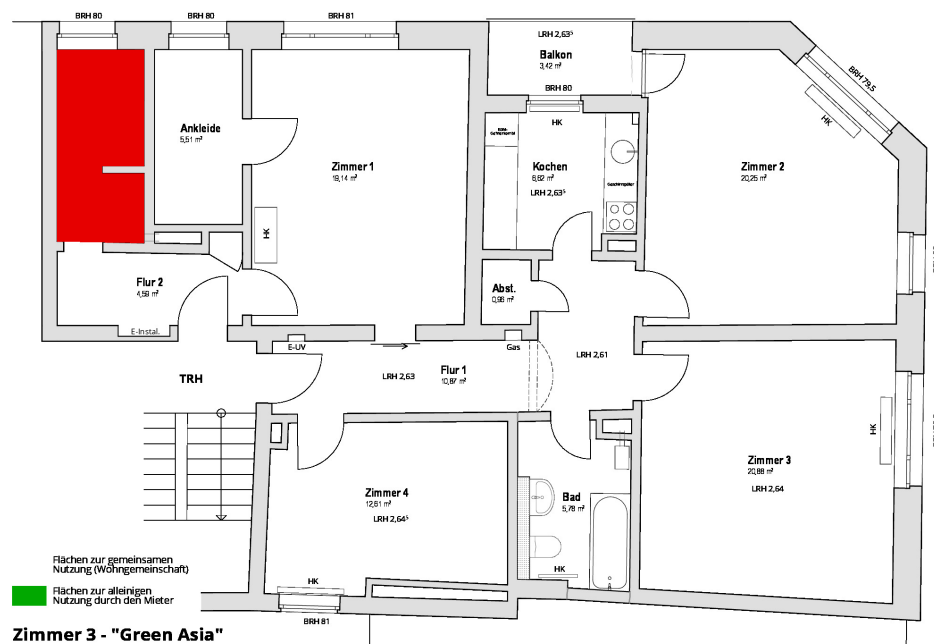 BRH 80
BRH 80
BRH 81
LRH 2,63⁵
Balkon
3,42 m²
BRH 80
BRH 79,5
HK
HK
Ankleide
5,51 m²
Zimmer 1
19,14 m²
Kochen
6,62 m²
LRH 2,63⁵
Geschirrspüler
Zimmer 2
20,25 m²
HK
Flur 2
4,59 m²
Abst.
0,96 m²
E-Instal.
E-UV
Gas
TRH
LRH 2,63
Flur 1
10,87 m²
LRH 2,61
HK
Zimmer 3
20,88 m²
LRH 2,64
Zimmer 4
12,61 m²
LRH 2,64⁵
Bad
5,78 m²
HK
HK
BRH 81
Flächen zur gemeinsamen
Nutzung (Wohngemeinschaft)
Flächen zur alleinigen
Nutzung durch den Mieter
Zimmer 3 - "Green Asia"